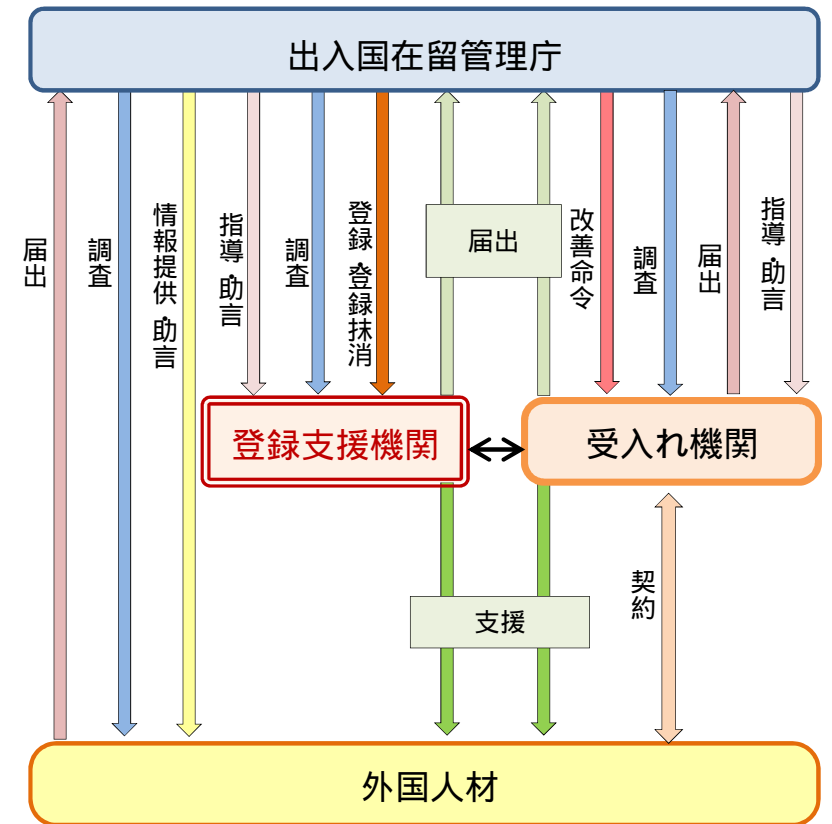 出入国在留管理庁
届出
調査
情報提供・助言
指導・助言
調査
登録・登録抹消
届出
改善命令
調査
届出
指導・助言
登録支援機関
受入れ機関
支援
契約
外国人材